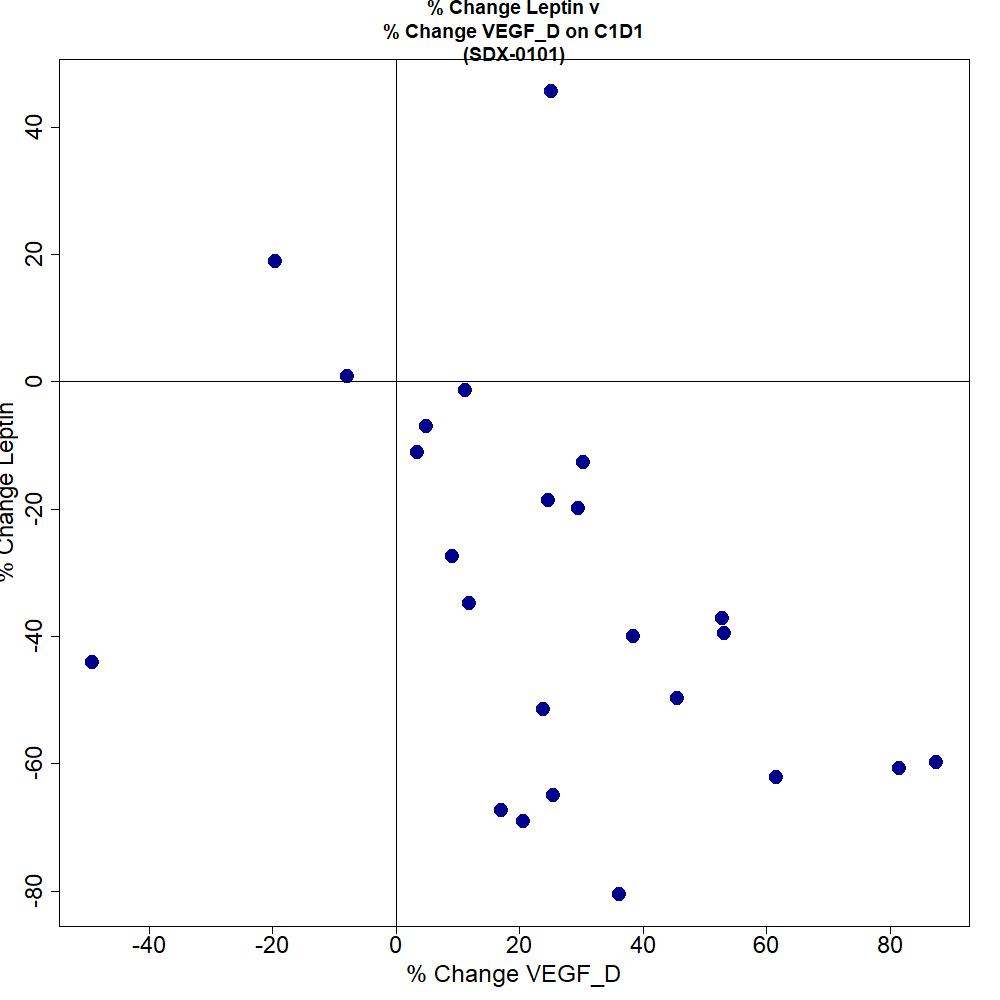 % Change Leptin v
% Change VEGF_D on C1D1
(SDX-0101)
40
20
0
-20
-40
-60
-80
% Change Leptin
-40
-20
0
20
40
60
80
% Change VEGF_D